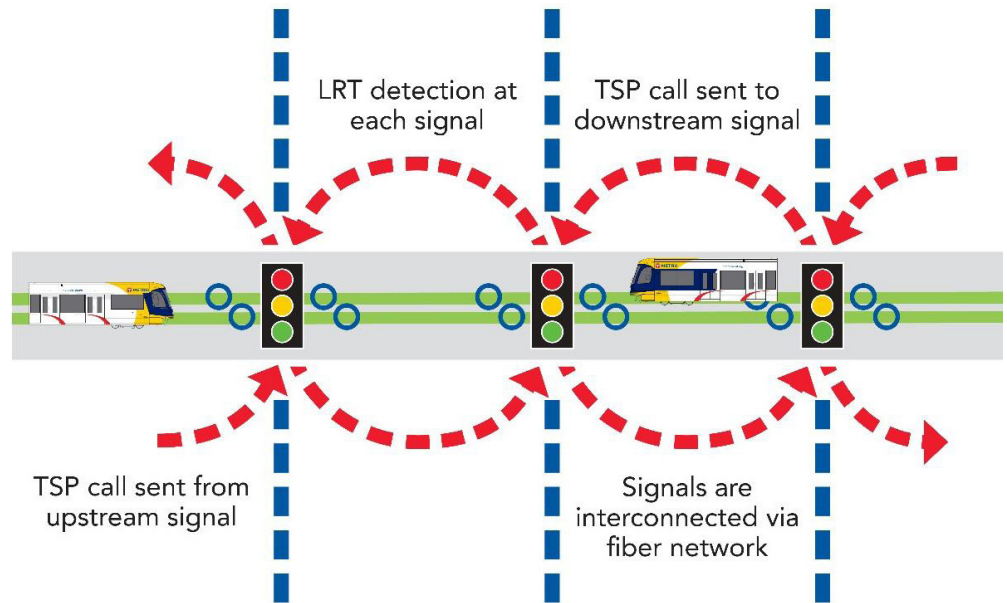 LRT detection at
each signal
TSP call sent to
downstream signal
METRO
TSP call sent from
upstream signal
Signals are
interconnected via
fiber network